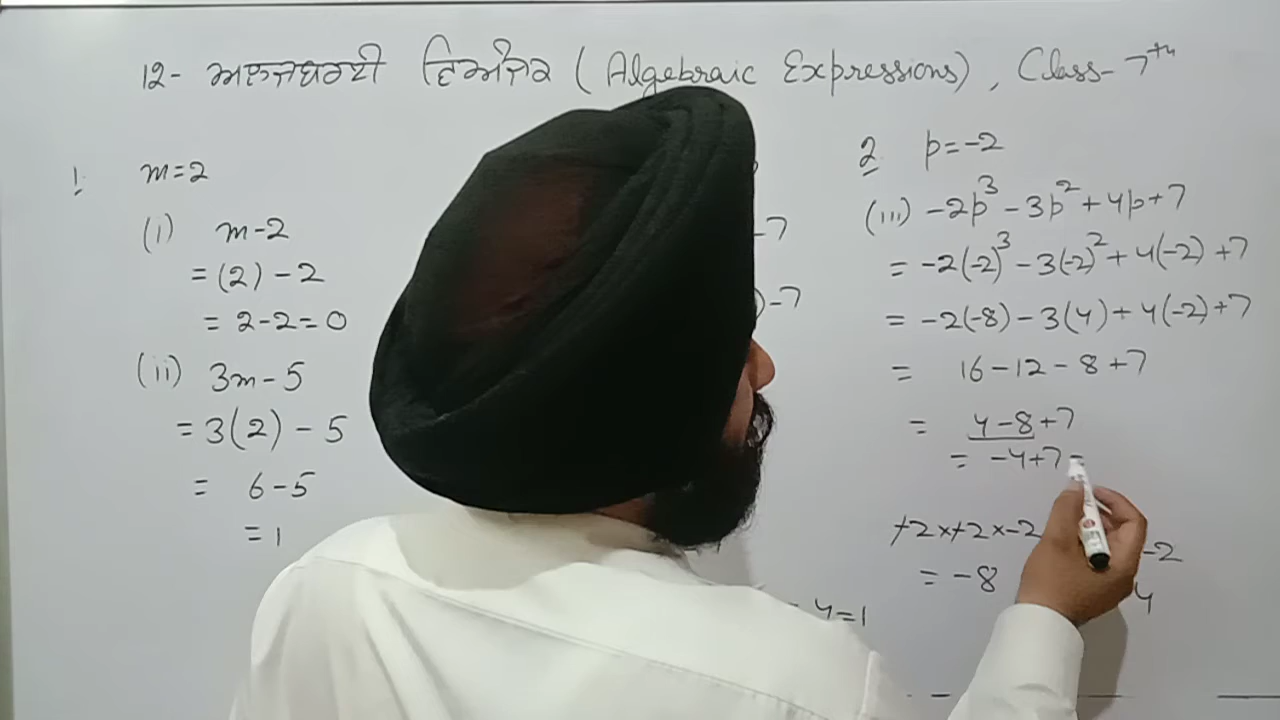 12- ਅਲਜਬਰਈ ਵਿਅੰਜਕ (Algebraic Expressions), Class-7th
1. m=2
(i) m-2
= (2) - 2
= 2-2=0
(ii) 3m-5
= 3(2) - 5
= 6-5
= 1
-7
)-7
4=1
2. p=-2
(iii) -2p³ - 3p² + 4p + 7
= -2(-2)³ - 3(-2)² + 4(-2) + 7
= -2(-8) - 3(4) + 4(-2) + 7
= 16 - 12 - 8 + 7
= 4 - 8 + 7
= -4+7 =
+2×+2×-2
-2
= -8
4